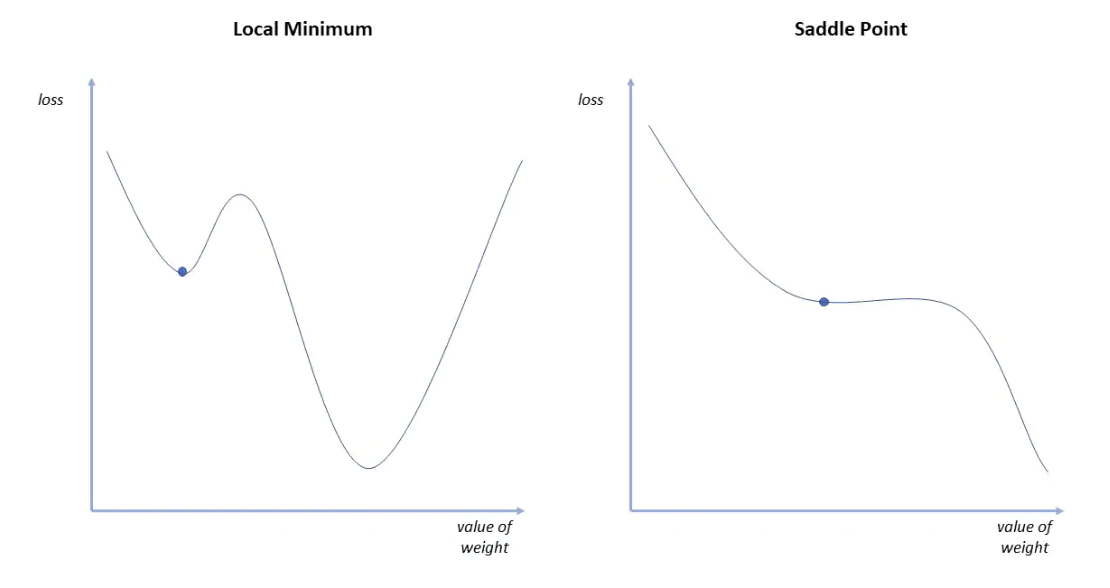 Local Minimum
loss
value of
weight
Saddle Point
loss
value of
weight